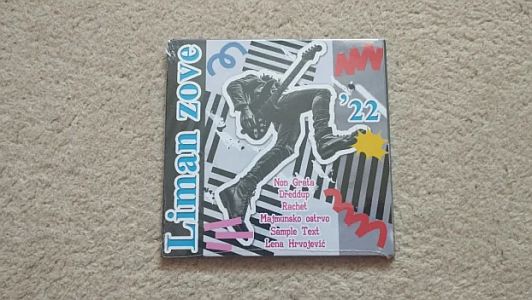 Liman zove
'22
Non Grata
Dreddup
Rachet
Majmunsko ostrvo
Sample Text
Lena Hrvojević